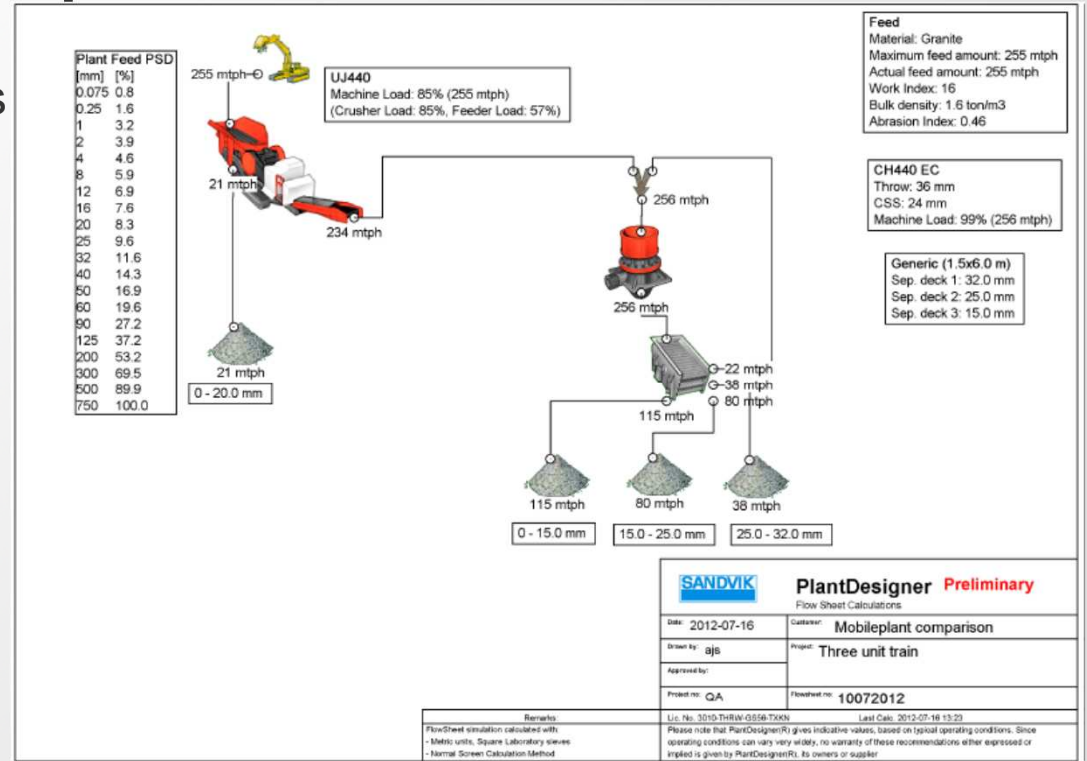 s
Plant Feed PSD
[mm] [%]
0.075 0.8
0.25 1.6
1 3.2
2 3.9
4 4.6
8 5.9
12 6.9
16 7.6
20 8.3
25 9.6
32 11.6
40 14.3
50 16.9
60 19.6
90 27.2
125 37.2
200 53.2
300 69.5
500 89.9
750 100.0
255 mtph
UJ440
Machine Load: 85% (255 mtph)
(Crusher Load: 85%, Feeder Load: 57%)
Feed
Material: Granite
Maximum feed amount: 255 mtph
Actual feed amount: 255 mtph
Work Index: 16
Bulk density: 1.6 ton/m3
Abrasion Index: 0.46
21 mtph
234 mtph
256 mtph
CH440 EC
Throw: 36 mm
CSS: 24 mm
Machine Load: 99% (256 mtph)
Generic (1.5x6.0 m)
Sep. deck 1: 32.0 mm
Sep. deck 2: 25.0 mm
Sep. deck 3: 15.0 mm
256 mtph
21 mtph
0 - 20.0 mm
22 mtph
38 mtph
80 mtph
115 mtph
115 mtph
80 mtph
38 mtph
0 - 15.0 mm
15.0 - 25.0 mm
25.0 - 32.0 mm
SANDVIK
PlantDesigner Preliminary
Flow Sheet Calculations
Date: 2012-07-16
Customer: Mobileplant comparison
Drawn by: ajs
Project: Three unit train
Approved by:
Project no: QA
Flowsheet no: 10072012
Remarks:
FlowSheet simulation calculated with:
- Metric units, Square Laboratory sieves
- Normal Screen Calculation Method
Lic. No. 3010-THRW-GS56-TXKN Last Calc. 2012-07-16 13:23
Please note that PlantDesigner(R) gives indicative values, based on typical operating conditions. Since
operating conditions can vary very widely, no warranty of these recommendations either expressed or
implied is given by PlantDesigner(R), its owners or supplier